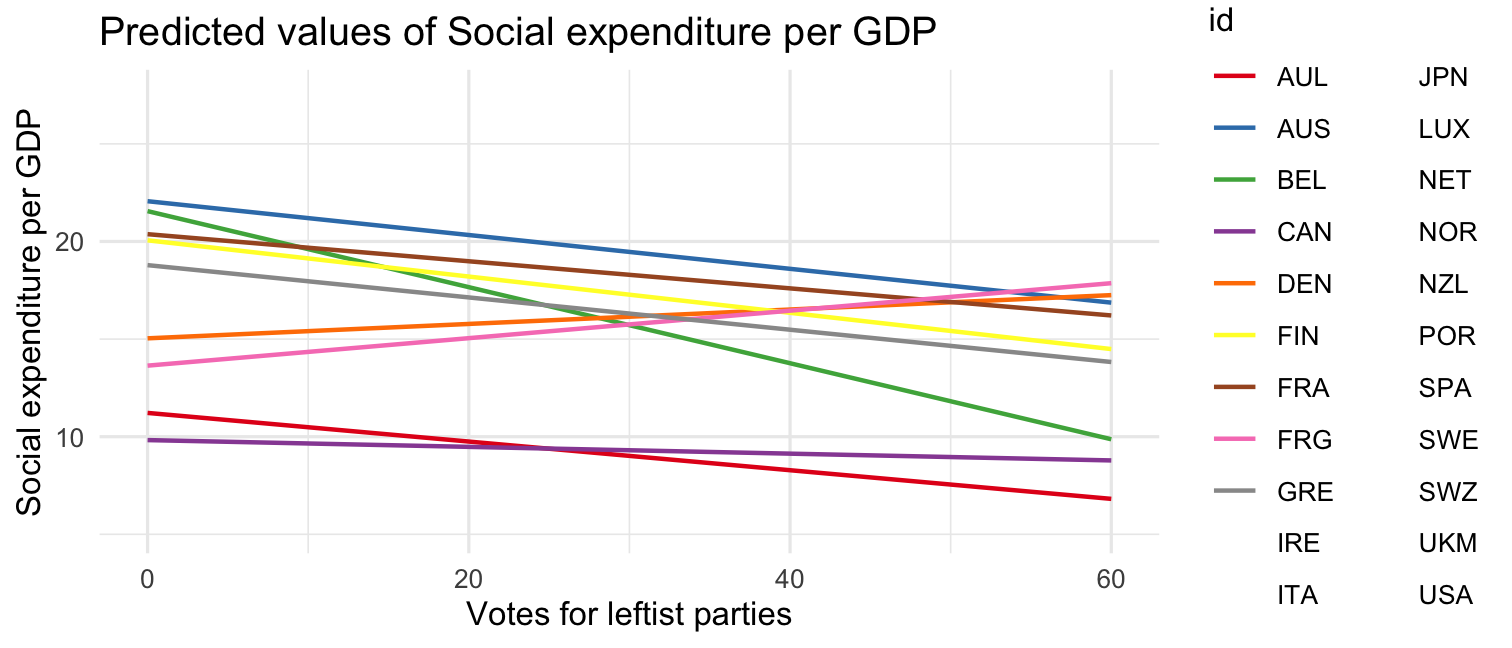 Predicted values of Social expenditure per GDP
Social expenditure per GDP
20
10
0
20
40
60
Votes for leftist parties
id
AUL
AUS
BEL
CAN
DEN
FIN
FRA
FRG
GRE
IRE
ITA
JPN
LUX
NET
NOR
NZL
POR
SPA
SWE
SWZ
UKM
USA